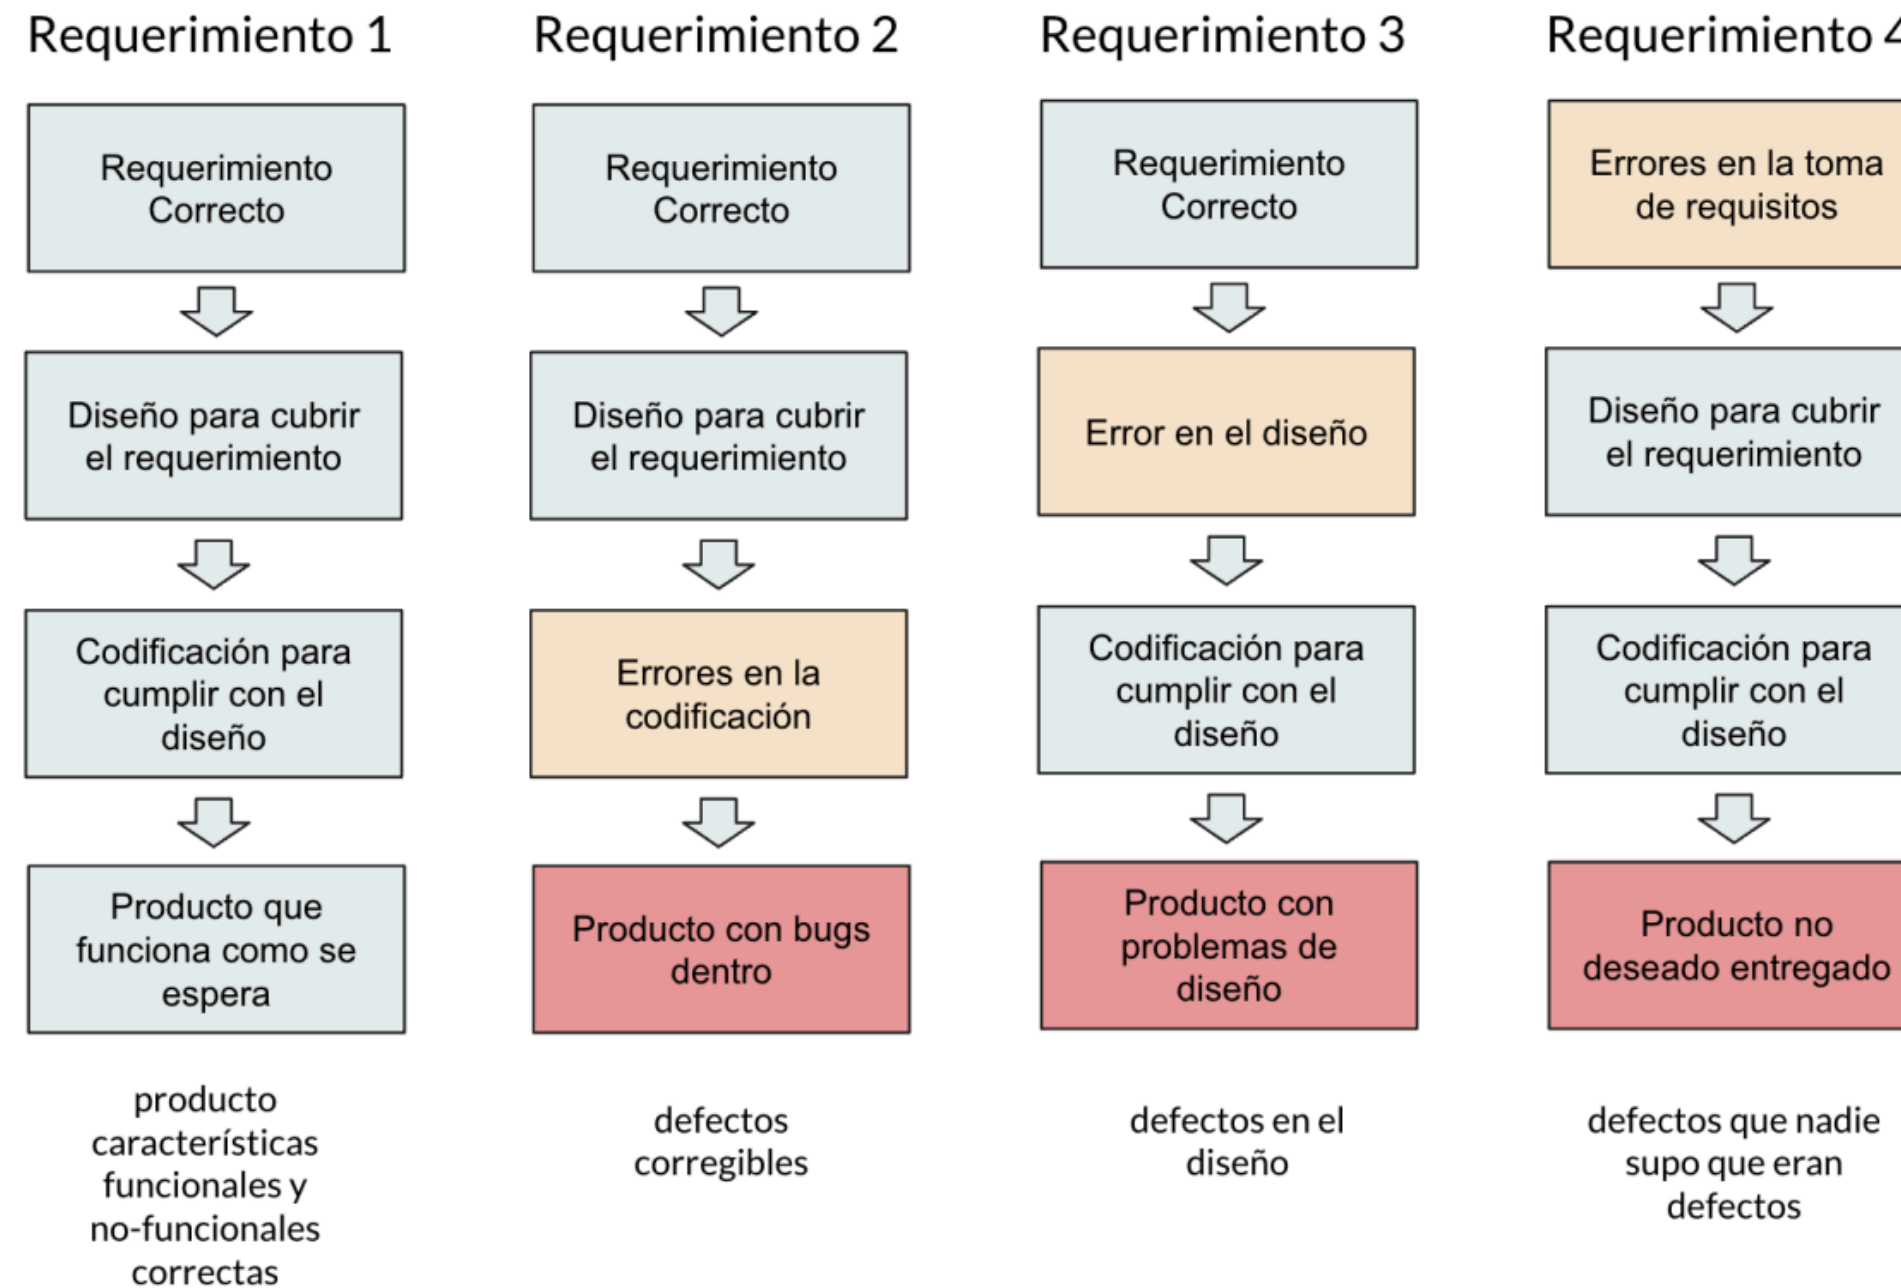 Requerimiento 1
Requerimiento
Correcto
Diseño para cubrir
el requerimiento
Codificación para
cumplir con el
diseño
Producto que
funciona como se
espera
producto
características
funcionales y
no-funcionales
correctas
Requerimiento 2
Requerimiento
Correcto
Diseño para cubrir
el requerimiento
Errores en la
codificación
Producto con bugs
dentro
defectos
corregibles
Requerimiento 3
Requerimiento
Correcto
Error en el diseño
Codificación para
cumplir con el
diseño
Producto con
problemas de
diseño
defectos en el
diseño
Requerimiento 4
Errores en la toma
de requisitos
Diseño para cubrir
el requerimiento
Codificación para
cumplir con el
diseño
Producto no
deseado entregado
defectos que nadie
supo que eran
defectos